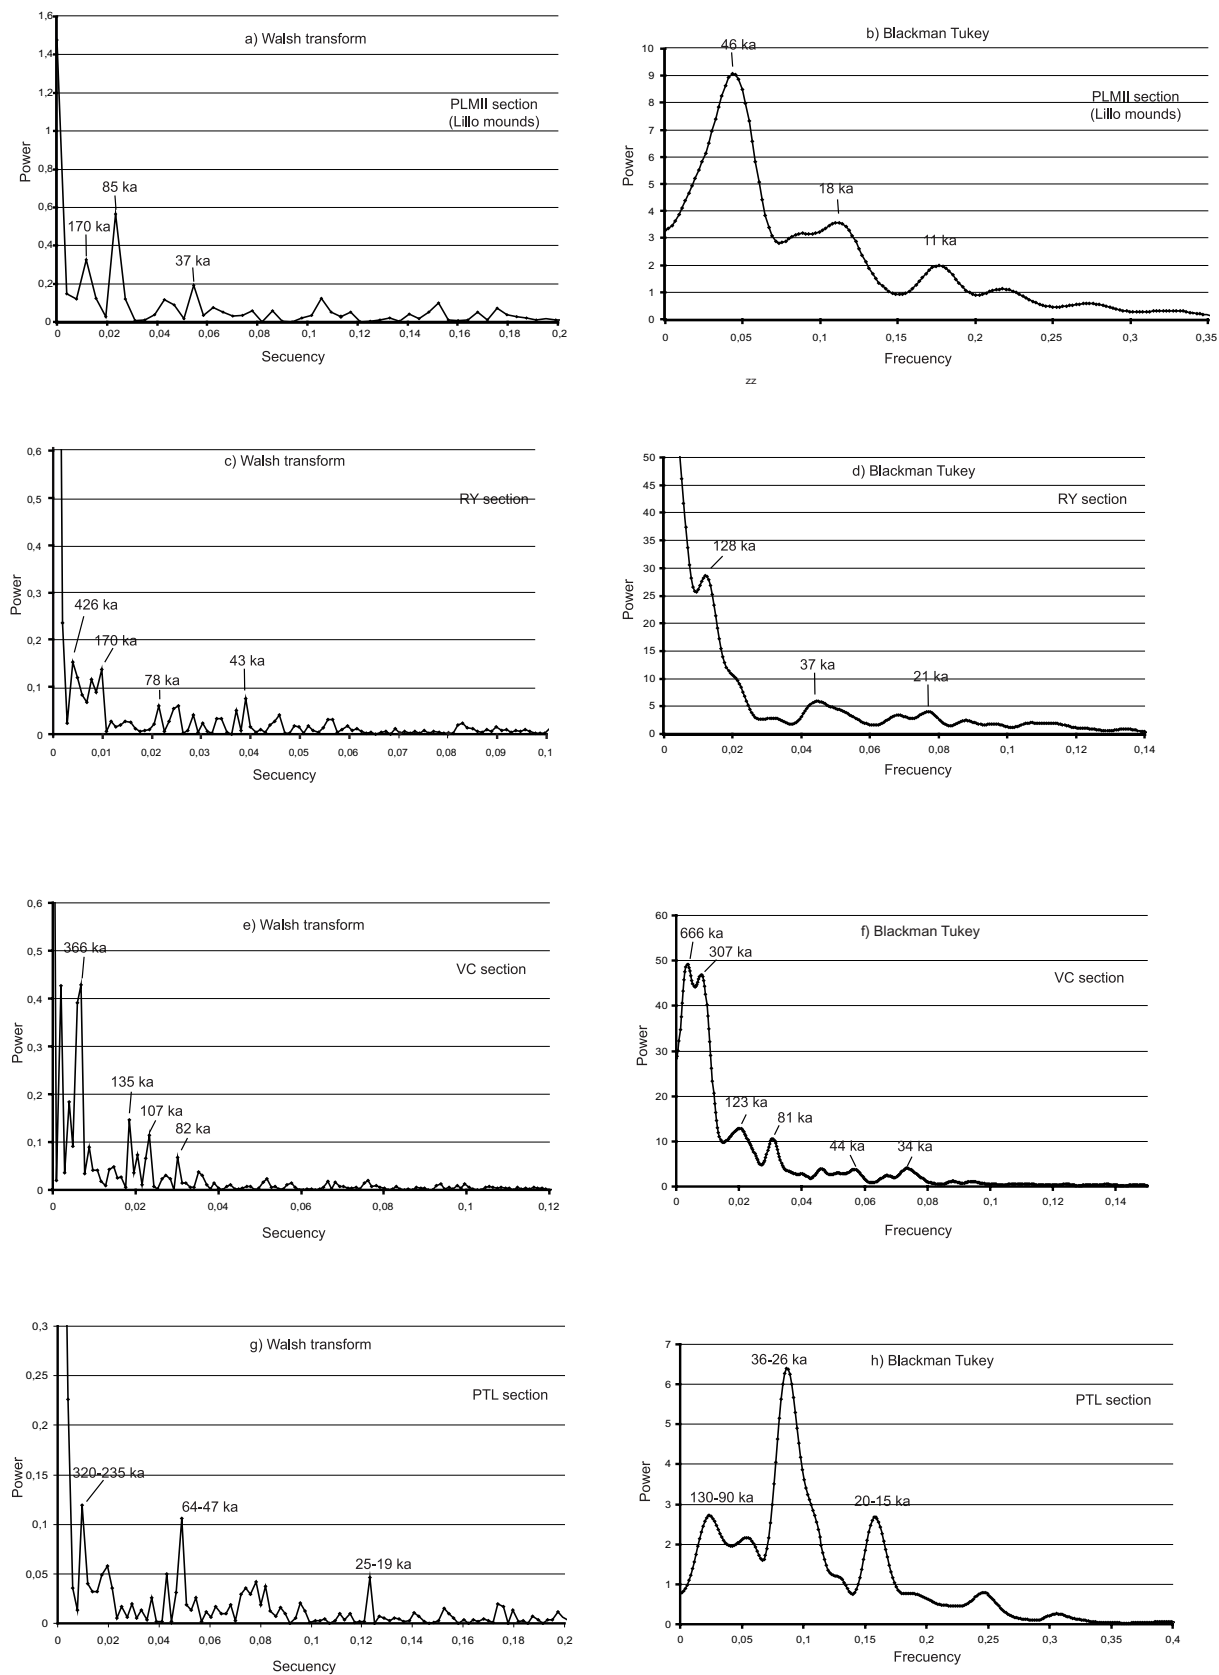 a) Walsh transform
PLMII section
(Lillo mounds)
Power
1,6
1,4
1,2
1
0,8
0,6
0,4
0,2
0
170 ka
85 ka
37 ka
0 0,02 0,04 0,06 0,08 0,1 0,12 0,14 0,16 0,18 0,2
Secuency
b) Blackman Tukey
PLMII section
(Lillo mounds)
Power
10
9
8
7
6
5
4
3
2
1
0
46 ka
18 ka
11 ka
0 0,05 0,1 0,15 0,2 0,25 0,3 0,35
Frecuency
zz
c) Walsh transform
RY section
Power
0,6
0,5
0,4
0,3
0,2
0,1
0
426 ka
170 ka
78 ka
43 ka
0 0,01 0,02 0,03 0,04 0,05 0,06 0,07 0,08 0,09 0,1
Secuency
d) Blackman Tukey
RY section
Power
50
45
40
35
30
25
20
15
10
5
0
128 ka
37 ka
21 ka
0 0,02 0,04 0,06 0,08 0,1 0,12 0,14
Frecuency
e) Walsh transform
VC section
Power
0,6
0,5
0,4
0,3
0,2
0,1
0
366 ka
135 ka
107 ka
82 ka
0 0,02 0,04 0,06 0,08 0,1 0,12
Secuency
f) Blackman Tukey
VC section
Power
60
50
40
30
20
10
0
666 ka
307 ka
123 ka
81 ka
44 ka
34 ka
0 0,02 0,04 0,06 0,08 0,1 0,12 0,14
Frecuency
g) Walsh transform
PTL section
Power
0,3
0,25
0,2
0,15
0,1
0,05
0
320-235 ka
64-47 ka
25-19 ka
0 0,02 0,04 0,06 0,08 0,1 0,12 0,14 0,16 0,18 0,2
Secuency
h) Blackman Tukey
PTL section
Power
7
6
5
4
3
2
1
0
36-26 ka
130-90 ka
20-15 ka
0 0,05 0,1 0,15 0,2 0,25 0,3 0,35 0,4
Frecuency